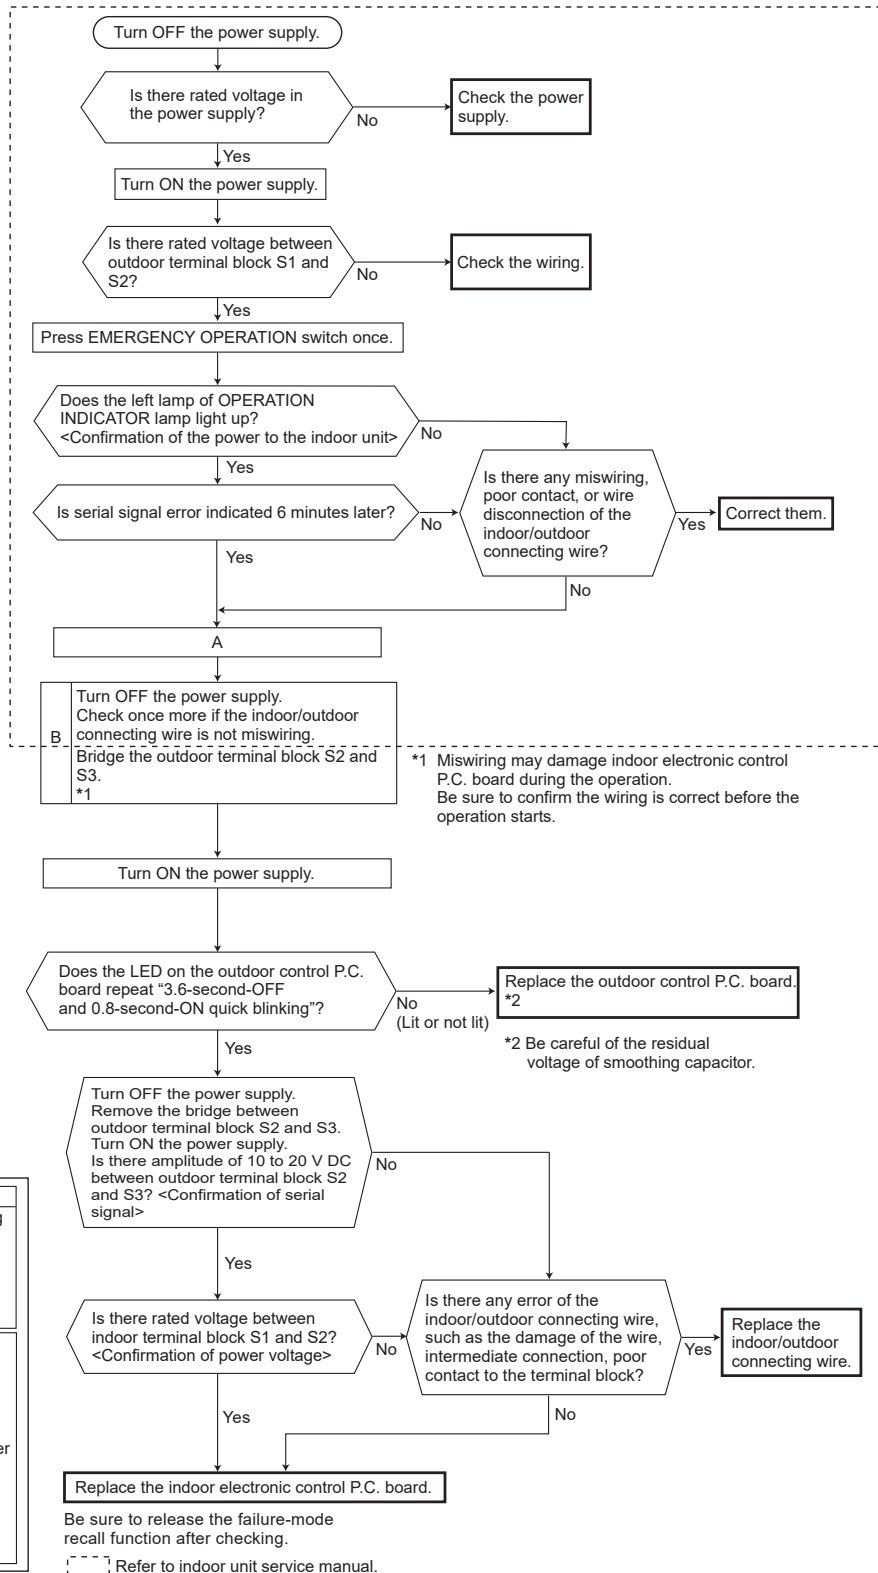 Turn OFF the power supply.
Is there rated voltage in
the power supply?
No
Check the power
supply.
Yes
Turn ON the power supply.
Is there rated voltage between
outdoor terminal block S1 and
S2?
No
Check the wiring.
Yes
Press EMERGENCY OPERATION switch once.
Does the left lamp of OPERATION
INDICATOR lamp light up?
<Confirmation of the power to the indoor unit>
No
Yes
Is serial signal error indicated 6 minutes later?
No
Is there any miswiring,
poor contact, or wire
disconnection of the
indoor/outdoor
connecting wire?
Yes
Correct them.
Yes
No
A
B
Turn OFF the power supply.
Check once more if the indoor/outdoor
connecting wire is not miswiring.
Bridge the outdoor terminal block S2 and
S3.
*1
*1 Miswiring may damage indoor electronic control
P.C. board during the operation.
Be sure to confirm the wiring is correct before the
operation starts.
Turn ON the power supply.
Does the LED on the outdoor control P.C.
board repeat “3.6-second-OFF
and 0.8-second-ON quick blinking”?
No
(Lit or not lit)
Replace the outdoor control P.C. board.
*2
*2 Be careful of the residual
voltage of smoothing capacitor.
Yes
Turn OFF the power supply.
Remove the bridge between
outdoor terminal block S2 and S3.
Turn ON the power supply.
Is there amplitude of 10 to 20 V DC
between outdoor terminal block S2
and S3? <Confirmation of serial
signal>
No
Yes
Is there rated voltage between
indoor terminal block S1 and S2?
<Confirmation of power voltage>
No
Is there any error of the
indoor/outdoor connecting wire,
such as the damage of the wire,
intermediate connection, poor
contact to the terminal block?
Yes
Replace the
indoor/outdoor
connecting wire.
Yes
No
Replace the indoor electronic control P.C. board.
Be sure to release the failure-mode
recall function after checking.
Refer to indoor unit service manual.